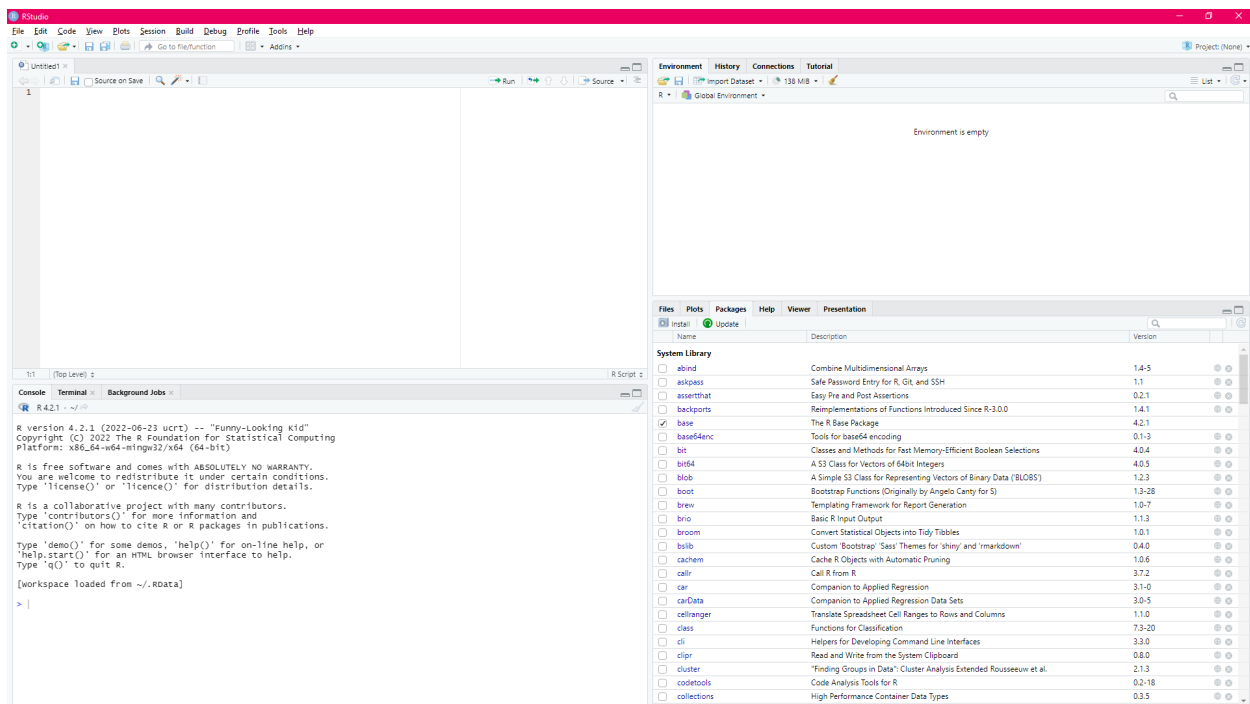 RStudio
File Edit Code View Plots Session Build Debug Profile Tools Help
Go to file/function Addins Project: (None)
Untitled1
Source on Save Run Source
1
1:1 (Top Level) R Script
Console Terminal Background Jobs
R 4.2.1 · ~/
R version 4.2.1 (2022-06-23 ucrt) -- "Funny-Looking Kid"
Copyright (C) 2022 The R Foundation for Statistical Computing
Platform: x86_64-w64-mingw32/x64 (64-bit)
R is free software and comes with ABSOLUTELY NO WARRANTY.
You are welcome to redistribute it under certain conditions.
Type 'license()' or 'licence()' for distribution details.
R is a collaborative project with many contributors.
Type 'contributors()' for more information and
'citation()' on how to cite R or R packages in publications.
Type 'demo()' for some demos, 'help()' for on-line help, or
'help.start()' for an HTML browser interface to help.
Type 'q()' to quit R.
[Workspace loaded from ~/.RData]
>
Environment History Connections Tutorial
Import Dataset 138 MiB List
R Global Environment
Environment is empty
Files Plots Packages Help Viewer Presentation
Install Update
Name Description Version
System Library
abind Combine Multidimensional Arrays 1.4-5
askpass Safe Password Entry for R, Git, and SSH 1.1
assertthat Easy Pre and Post Assertions 0.2.1
backports Reimplementations of Functions Introduced Since R-3.0.0 1.4.1
base The R Base Package 4.2.1
base64enc Tools for base64 encoding 0.1-3
bit Classes and Methods for Fast Memory-Efficient Boolean Selections 4.0.4
bit64 A S3 Class for Vectors of 64bit Integers 4.0.5
blob A Simple S3 Class for Representing Vectors of Binary Data ('BLOBS') 1.2.3
boot Bootstrap Functions (Originally by Angelo Canty for S) 1.3-28
brew Templating Framework for Report Generation 1.0-7
brio Basic R Input Output 1.1.3
broom Convert Statistical Objects into Tidy Tibbles 1.0.1
bslib Custom 'Bootstrap' 'Sass' Themes for 'shiny' and 'rmarkdown' 0.4.0
cachem Cache R Objects with Automatic Pruning 1.0.6
callr Call R from R 3.7.2
car Companion to Applied Regression 3.1-0
carData Companion to Applied Regression Data Sets 3.0-5
cellranger Translate Spreadsheet Cell Ranges to Rows and Columns 1.1.0
class Functions for Classification 7.3-20
cli Helpers for Developing Command Line Interfaces 3.3.0
clipr Read and Write from the System Clipboard 0.8.0
cluster "Finding Groups in Data": Cluster Analysis Extended Rousseeuw et al. 2.1.3
codetools Code Analysis Tools for R 0.2-18
collections High Performance Container Data Types 0.3.5